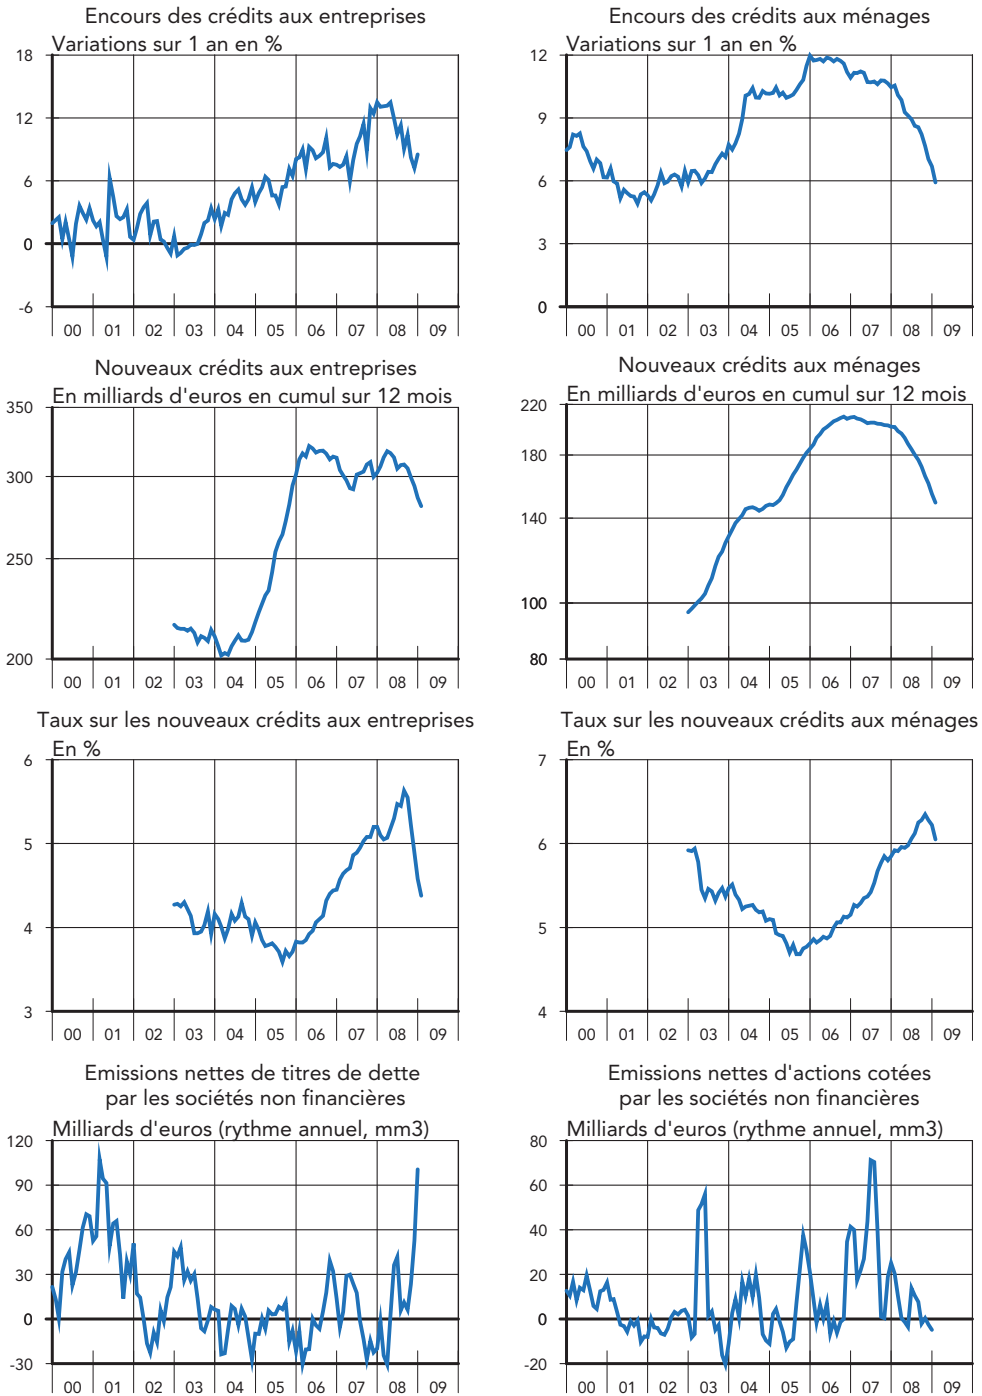 Encours des crédits aux entreprises
Variations sur 1 an en %
18
12
6
0
-6
00 01 02 03 04 05 06 07 08 09
Encours des crédits aux ménages
Variations sur 1 an en %
12
9
6
3
0
00 01 02 03 04 05 06 07 08 09
Nouveaux crédits aux entreprises
En milliards d'euros en cumul sur 12 mois
350
300
250
200
00 01 02 03 04 05 06 07 08 09
Nouveaux crédits aux ménages
En milliards d'euros en cumul sur 12 mois
220
180
140
100
80
00 01 02 03 04 05 06 07 08 09
Taux sur les nouveaux crédits aux entreprises
En %
6
5
4
3
00 01 02 03 04 05 06 07 08 09
Taux sur les nouveaux crédits aux ménages
En %
7
6
5
4
00 01 02 03 04 05 06 07 08 09
Emissions nettes de titres de dette
par les sociétés non financières
Milliards d'euros (rythme annuel, mm3)
120
90
60
30
0
-30
00 01 02 03 04 05 06 07 08 09
Emissions nettes d'actions cotées
par les sociétés non financières
Milliards d'euros (rythme annuel, mm3)
80
60
40
20
0
-20
00 01 02 03 04 05 06 07 08 09